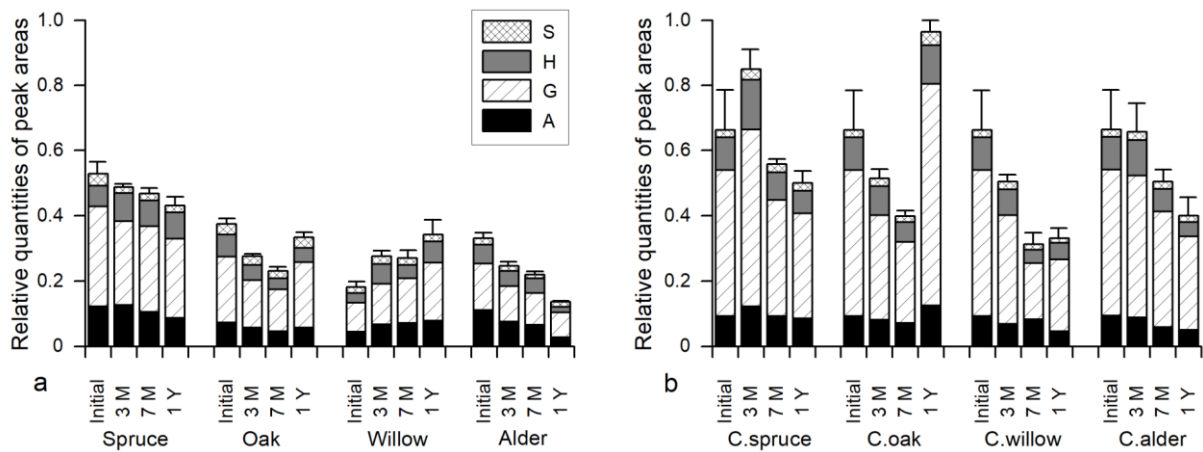 Relative quantities of peak areas
1.0
0.8
0.6
0.4
0.2
0
S
H
G
A
Initial
3 M
7 M
1 Y
Initial
3 M
7 M
1 Y
Initial
3 M
7 M
1 Y
Initial
3 M
7 M
1 Y
Spruce Oak Willow Alder
a
Relative quantities of peak areas
1.0
0.8
0.6
0.4
0.2
0
Initial
3 M
7 M
1 Y
Initial
3 M
7 M
1 Y
Initial
3 M
7 M
1 Y
Initial
3 M
7 M
1 Y
C.spruce C.oak C.willow C.alder
b